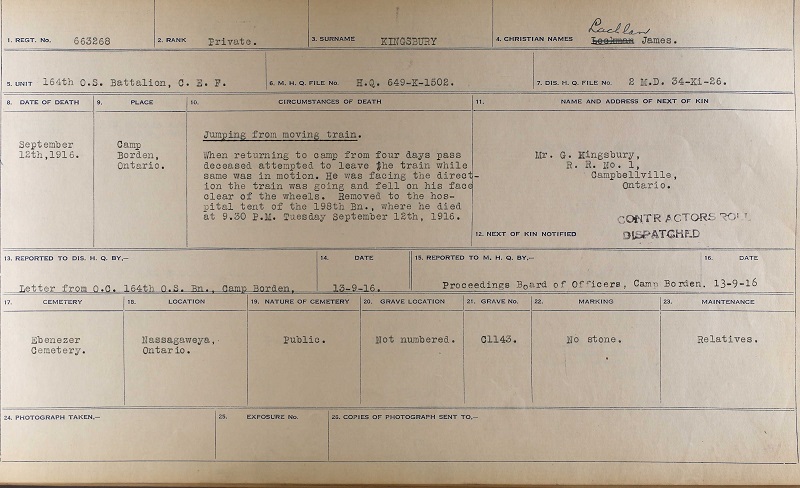 Lachlan
1. REGT. No. 663268 2. RANK Private. 3. SURNAME KINGSBURY 4. CHRISTIAN NAMES James.
5. UNIT 164th O.S. Battalion, C. E. F. 6. M. H. Q. FILE No. H.Q. 649-K-1502. 7. DIS. H. Q. FILE No. 2 M.D. 34-K1-26.
8. DATE OF DEATH 9. PLACE 10. CIRCUMSTANCES OF DEATH 11. NAME AND ADDRESS OF NEXT OF KIN
September
12th,1916.
Camp
Borden,
Ontario.
Jumping from moving train.
When returning to camp from four days pass
deceased attempted to leave the train while
same was in motion. He was facing the direct-
ion the train was going and fell on his face
clear of the wheels. Removed to the hos-
pital tent of the 198th Bn., where he died
at 9.30 P.M. Tuesday September 12th, 1916.
Mr. G. Kingsbury,
R. R. No. 1,
Campbellville,
Ontario.
CONTRACTORS ROLL
12. NEXT OF KIN NOTIFIED DISPATCHED
13. REPORTED TO DIS. H. Q. BY,— 14. DATE 15. REPORTED TO M. H. Q. BY,— 16. DATE
Letter from O.C. 164th O.S. Bn., Camp Borden, 13-9-16. Proceedings Board of Officers, Camp Borden. 13-9-16
17. CEMETERY 18. LOCATION 19. NATURE OF CEMETERY 20. GRAVE LOCATION 21. GRAVE No. 22. MARKING 23. MAINTENANCE
Ebenezer
Cemetery.
Nassagaweya,
Ontario.
Public.
Not numbered.
C1143.
No stone.
Relatives.
24. PHOTOGRAPH TAKEN,— 25. EXPOSURE No. 26. COPIES OF PHOTOGRAPH SENT TO,—